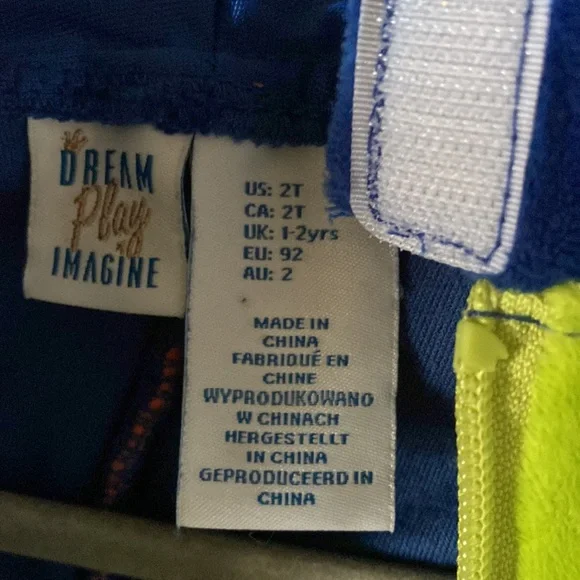 DREAM
Play
IMAGINE
US: 2T
CA: 2T
UK: 1-2yrs
EU: 92
AU: 2
MADE IN
CHINA
FABRIQUÉ EN
CHINE
WYPRODUKOWANO
W CHINACH
HERGESTELLT
IN CHINA
GEPRODUCEERD IN
CHINA